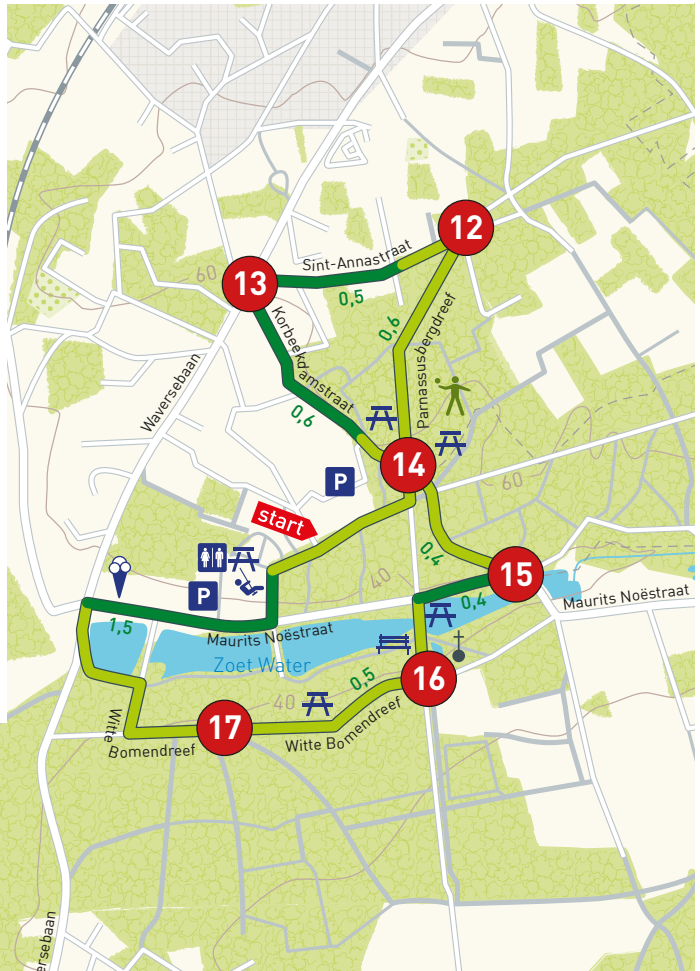 12
Sint-Annastraat
60
13
0,5
0,6
Parnassusbergdreef
Korbeekdamstraat
Waversebaan
0,6
14
P
60
start
0,4
40
15
P
0,4
Maurits Noëstraat
1,5
Maurits Noëstraat
Zoet Water
16
0,5
40
Witte
Bomendreef
17
Witte Bomendreef
ersebaan